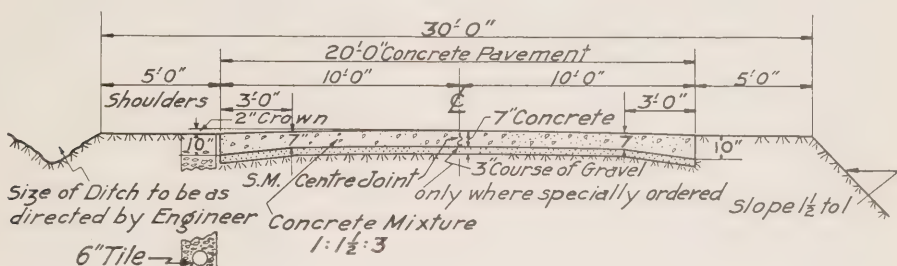 30'-0"
20'-0" Concrete Pavement
5'-0" 10'-0" 10'-0" 5'-0"
Shoulders
3'-0" ℄ 3'-0"
2" Crown 7" Concrete
10" 7" 7" 10"
S.M. Centre Joint 3" Course of Gravel
only where specially ordered
Size of Ditch to be as
directed by Engineer
Concrete Mixture
1:1½:3
Slope 1½ to 1
6" Tile